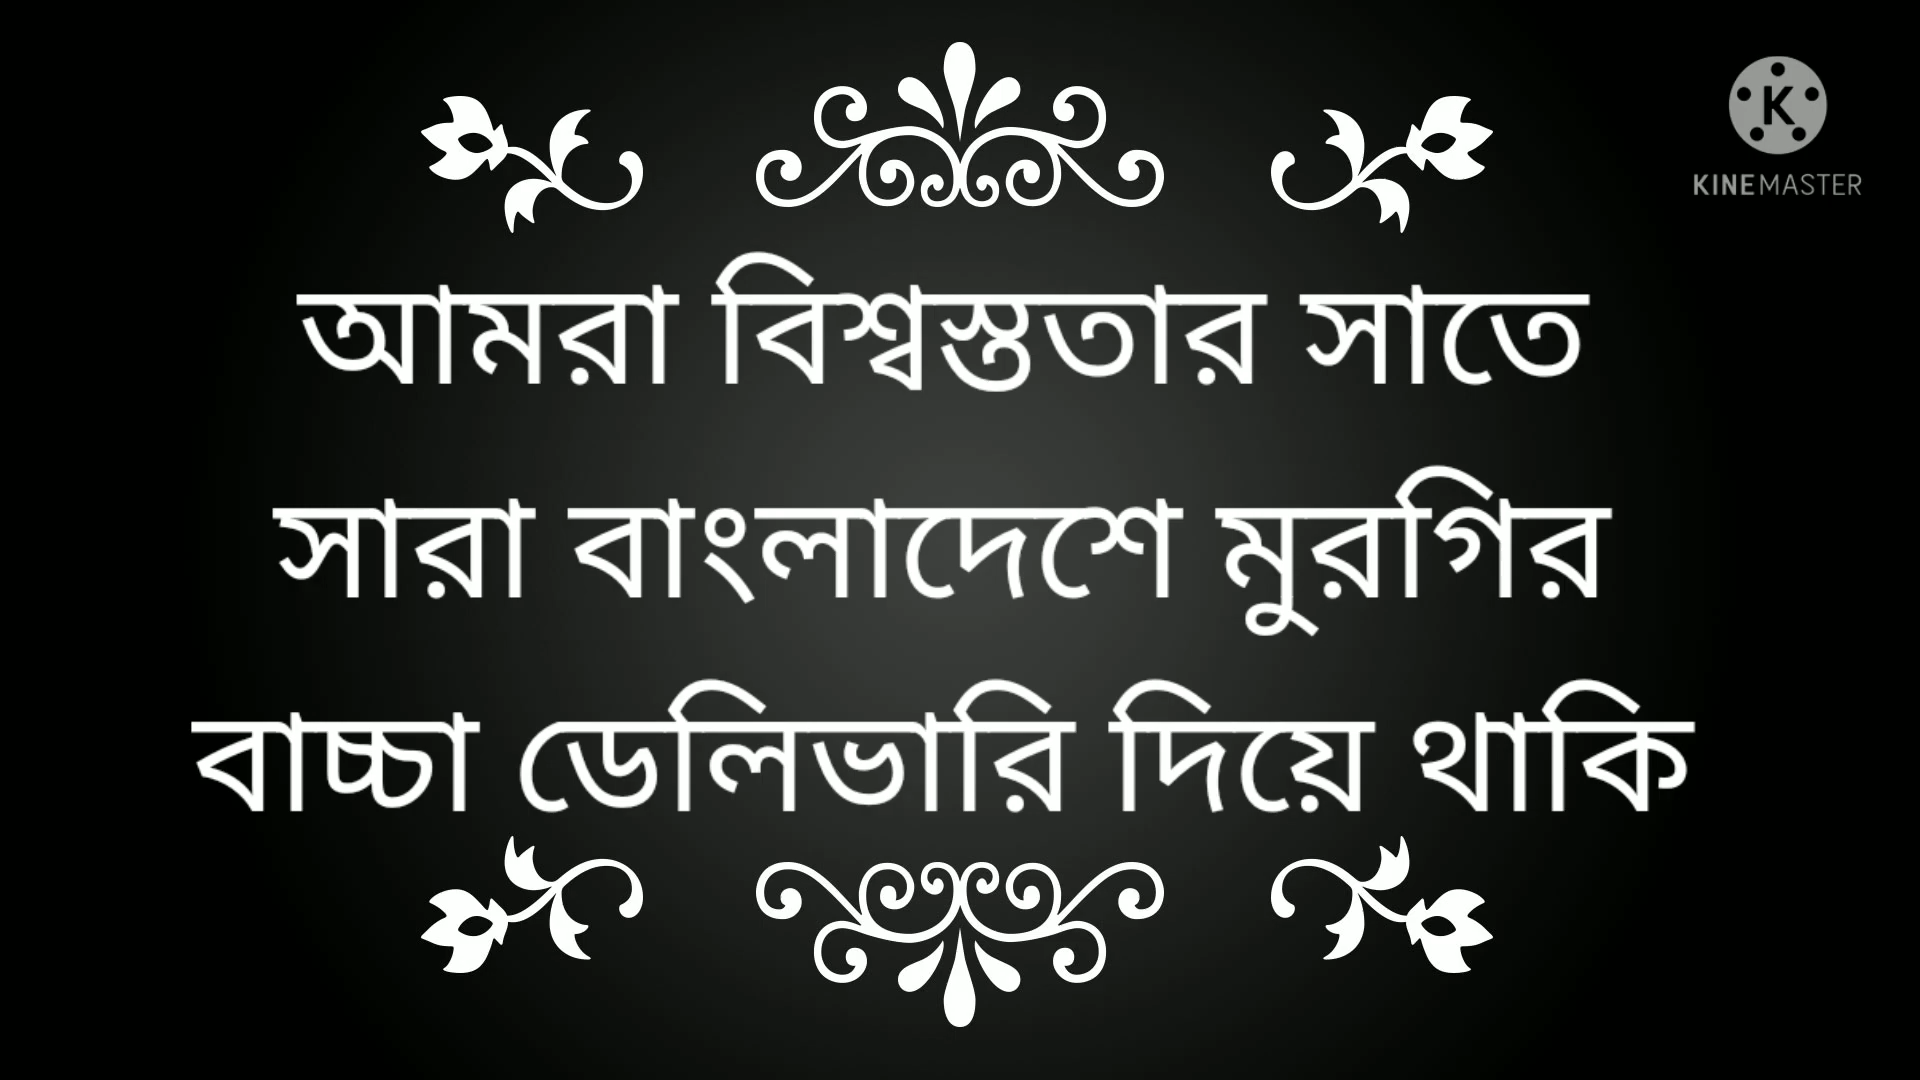 KINEMASTER
আমরা বিশ্বস্ততার সাতে
সারা বাংলাদেশে মুরগির
বাচ্চা ডেলিভারি দিয়ে থাকি